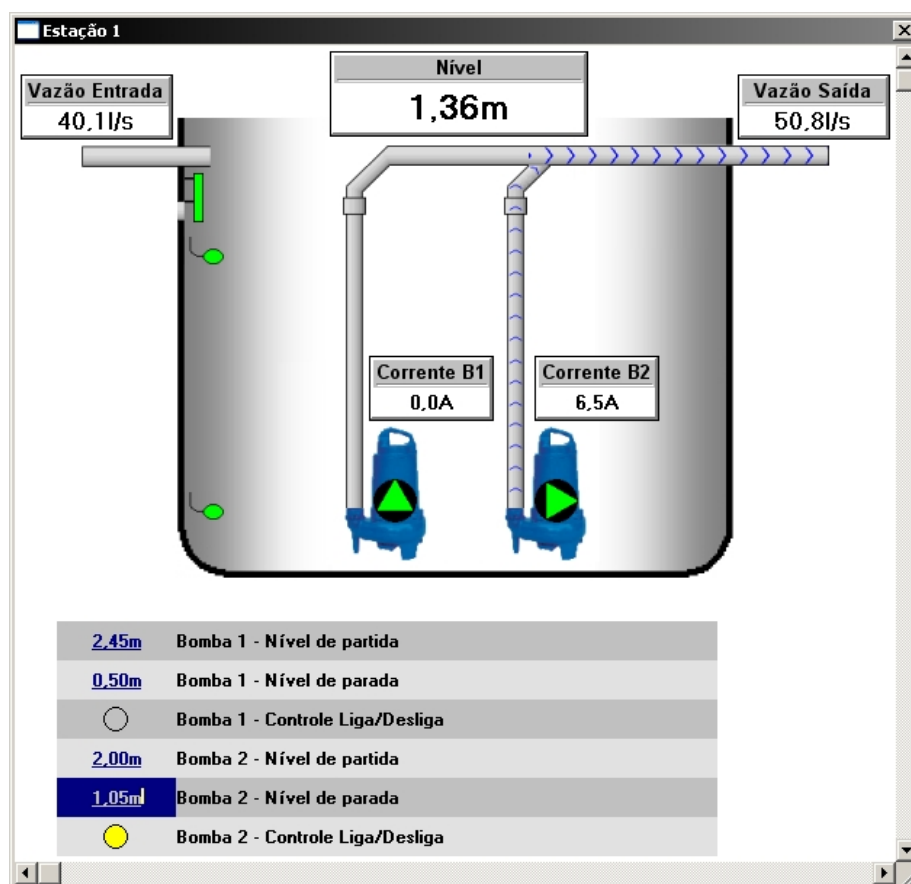 Estação 1
Nível
1,36m
Vazão Entrada
40,1l/s
Vazão Saída
50,8l/s
Corrente B1
0,0A
Corrente B2
6,5A
2,45m Bomba 1 - Nível de partida
0,50m Bomba 1 - Nível de parada
Bomba 1 - Controle Liga/Desliga
2,00m Bomba 2 - Nível de partida
1,05m Bomba 2 - Nível de parada
Bomba 2 - Controle Liga/Desliga